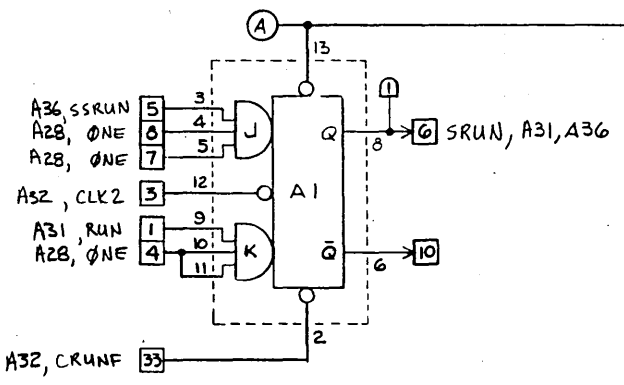 A
13
A36, SSRUN 5 3
A28, ØNE 8 4 J
A28, ØNE 7 5
1
Q 8 6 SRUN, A31, A36
A32, CLK2 3 12
A1
A31, RUN 1 9
A28, ØNE 4 10 K
11
Q̄ 6 10
2
A32, CRUNF 33